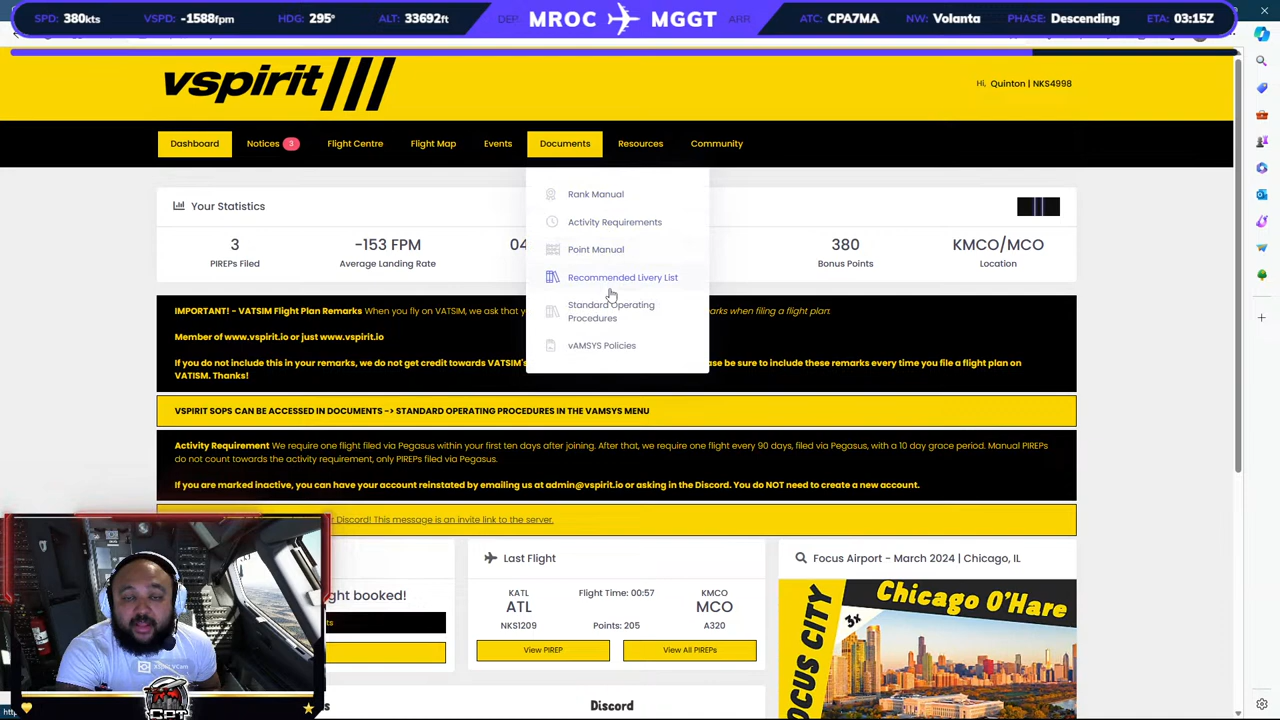 SPD: 380kts VSPD: -1588fpm HDG: 295° ALT: 33692ft DEP MROC MGGT ARR ATC: CPA7MA NW: Volanta PHASE: Descending ETA: 03:15Z
vspirit
Hi, Quinton | NKS4998
Dashboard Notices 3 Flight Centre Flight Map Events Documents Resources Community
Rank Manual
Activity Requirements
Point Manual
Recommended Livery List
Standard Operating
Procedures
vAMSYS Policies
Your Statistics
3 -153 FPM 04 380 KMCO/MCO
PIREPs Filed Average Landing Rate Bonus Points Location
IMPORTANT! - VATSIM Flight Plan Remarks When you fly on VATSIM, we ask that y rks when filing a flight plan:
Member of www.vspirit.io or just www.vspirit.io
If you do not include this in your remarks, we do not get credit towards VATSIM's ase be sure to include these remarks every time you file a flight plan on
VATISM. Thanks!
VSPIRIT SOPS CAN BE ACCESSED IN DOCUMENTS -> STANDARD OPERATING PROCEDURES IN THE VAMSYS MENU
Activity Requirement We require one flight filed via Pegasus within your first ten days after joining. After that, we require one flight every 90 days, filed via Pegasus, with a 10 day grace period. Manual PIREPs
do not count towards the activity requirement, only PIREPs filed via Pegasus.
If you are marked inactive, you can have your account reinstated by emailing us at admin@vspirit.io or asking in the Discord. You do NOT need to create a new account.
r Discord! This message is an invite link to the server.
ght booked!
Last Flight
KATL Flight Time: 00:57 KMCO
ATL MCO
NKS1209 Points: 205 A320
View PIREP View All PIREPs
Focus Airport - March 2024 | Chicago, IL
Chicago O'Hare
OCUS CITY
3+
XSplit VCam
Discord